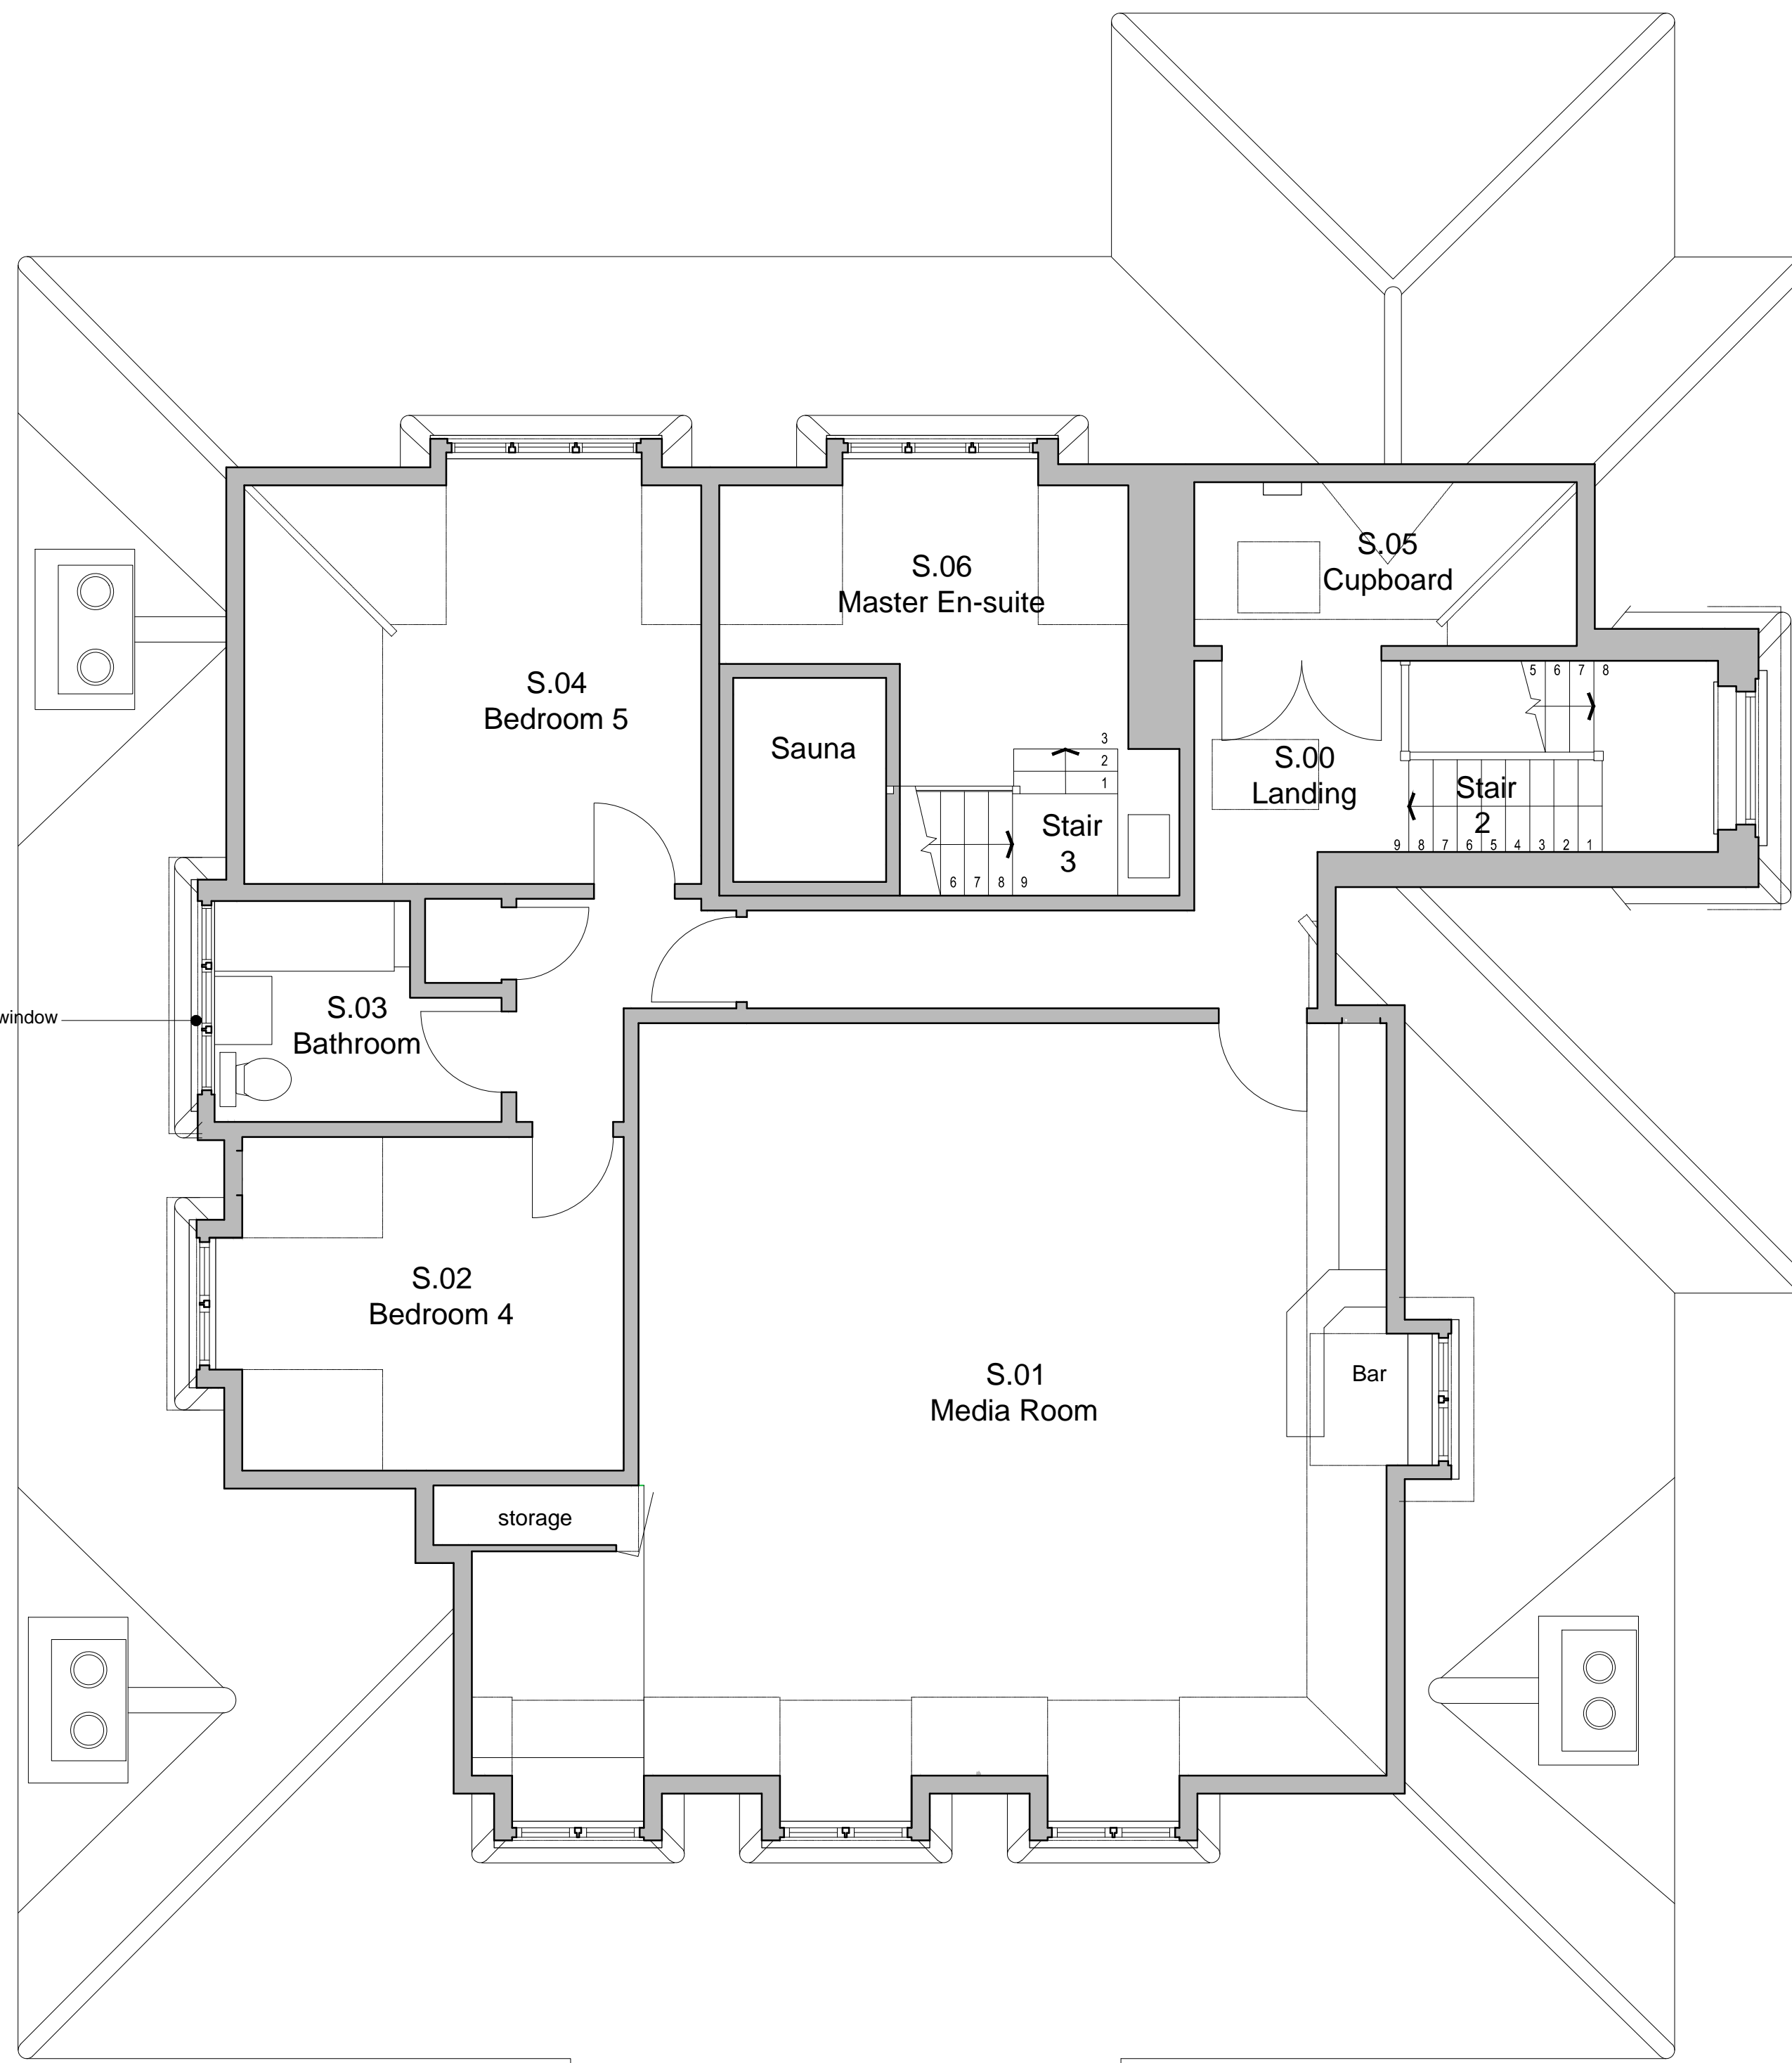 S.05
Cupboard
S.06
Master En-suite
S.04
Bedroom 5
5 6 7 8
Sauna
3
2
1
S.00
Landing
Stair
2
9 8 7 6 5 4 3 2 1
Stair
3
6 7 8 9
S.03
Bathroom
window
S.02
Bedroom 4
S.01
Media Room
Bar
storage